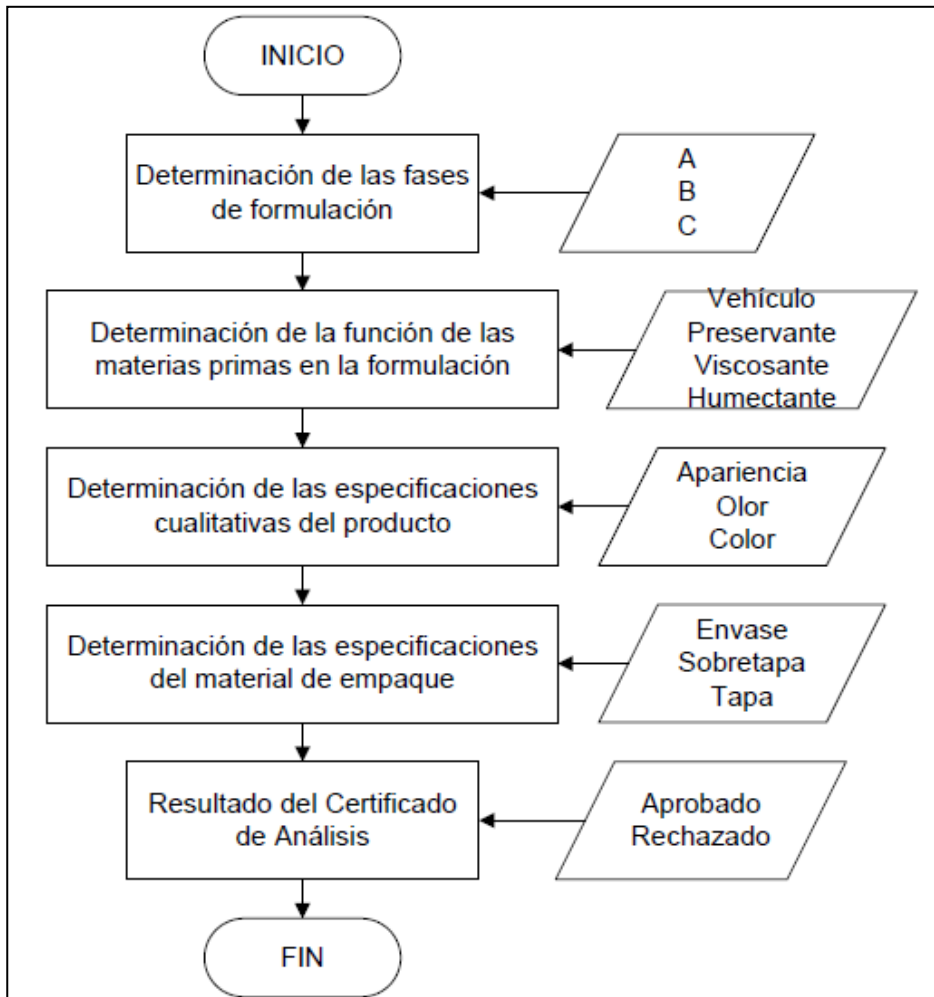 INICIO
Determinación de las fases
de formulación
A
B
C
Determinación de la función de las
materias primas en la formulación
Vehículo
Preservante
Viscosante
Humectante
Determinación de las especificaciones
cualitativas del producto
Apariencia
Olor
Color
Determinación de las especificaciones
del material de empaque
Envase
Sobretapa
Tapa
Resultado del Certificado
de Análisis
Aprobado
Rechazado
FIN